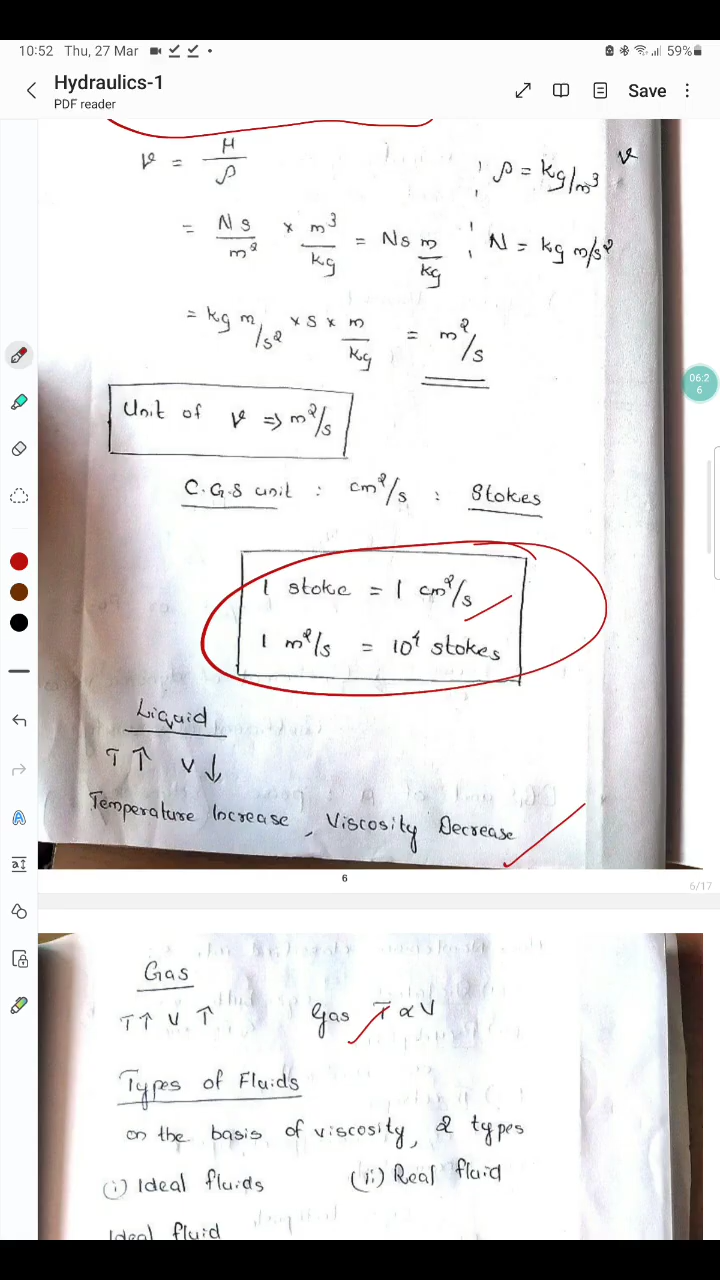 10:52 Thu, 27 Mar
59%
Hydraulics-1
PDF reader
Save
ν = μ/ρ ; ρ = kg/m³ ν
= Ns/m² × m³/kg = Ns m/kg ; N = kg m/s²
= kg m/s² × s × m/kg = m²/s
06:26
Unit of ν ⇒ m²/s
C.G.S unit : cm²/s : Stokes
1 stoke = 1 cm²/s
1 m²/s = 10⁴ stokes
Liquid
T↑ V↓
Temperature Increase, Viscosity Decrease
6
6/17
Gas
T↑ V ↑ Gas T ∝ V
Types of Fluids
on the basis of viscosity, 2 types
(i) Ideal fluids (ii) Real fluid
Ideal fluid